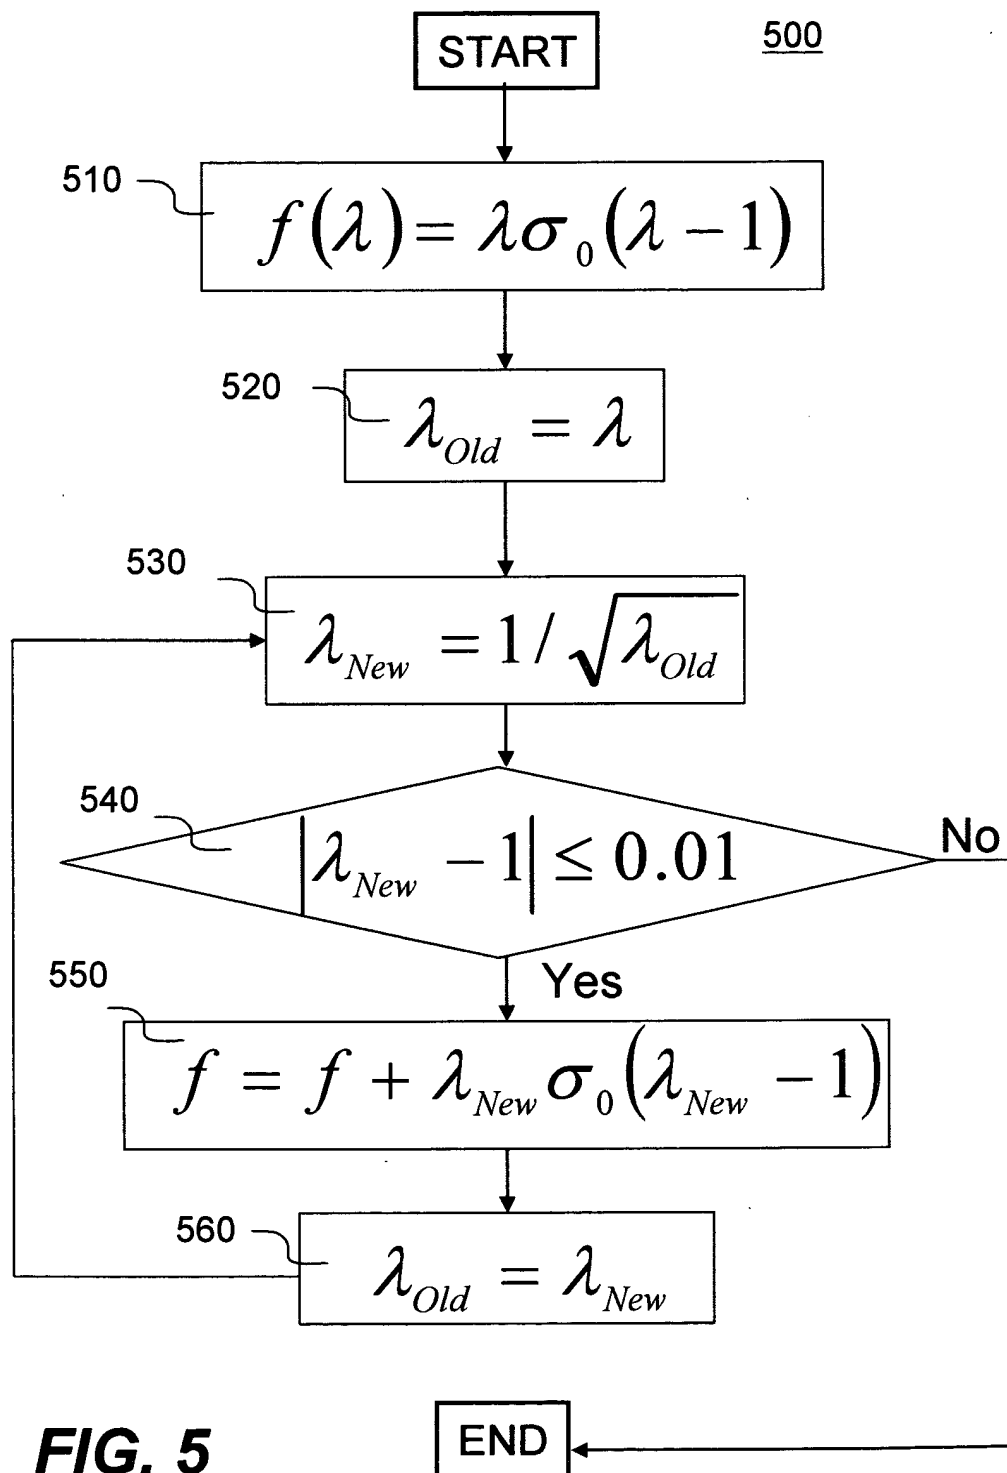 START
500
510
f(λ) = λσ₀(λ − 1)
520
λ_Old = λ
530
λ_New = 1 / √λ_Old
540
|λ_New − 1| ≤ 0.01
No
Yes
550
f = f + λ_New σ₀(λ_New − 1)
560
λ_Old = λ_New
FIG. 5
END